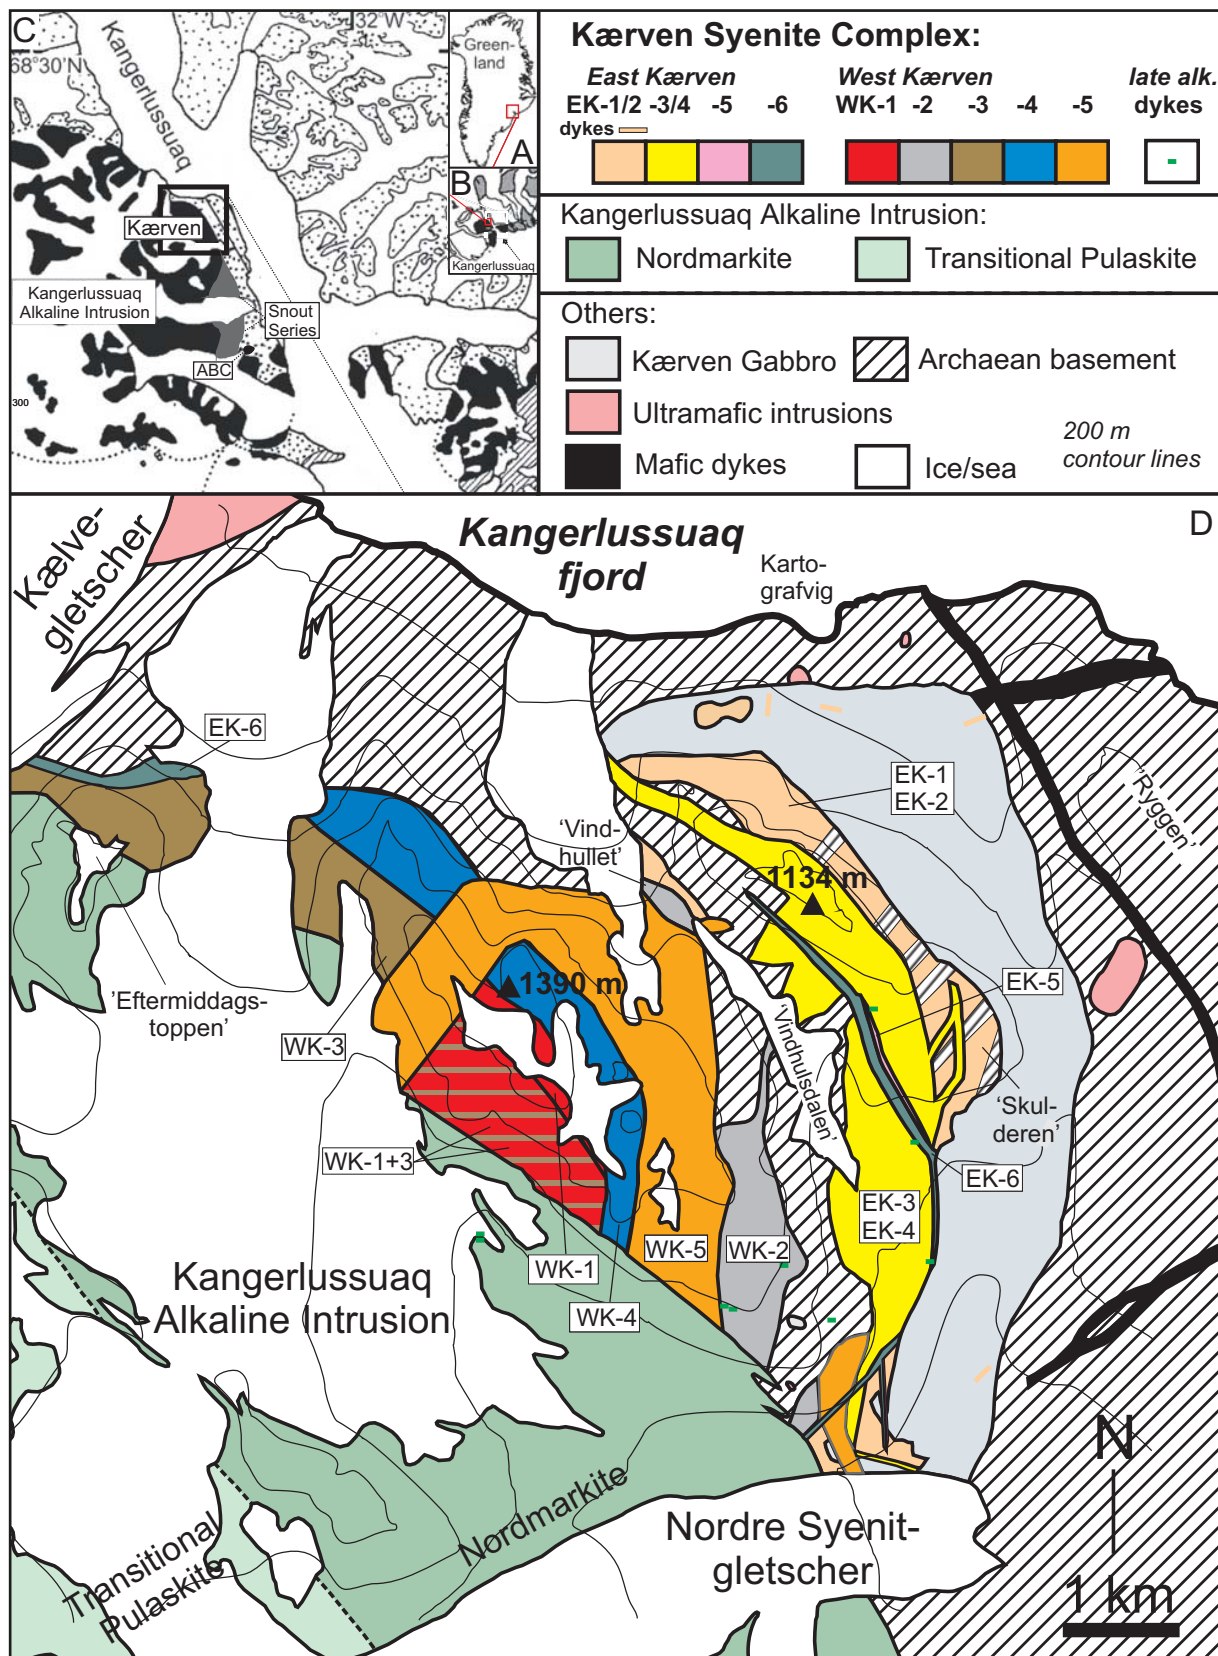 C
32°W
68°30'N
Kangerlussuaq
Kærven
Kangerlussuaq
Alkaline Intrusion
Snout
Series
ABC
300
Green-
land
A
B
Kangerlussuaq
Kærven Syenite Complex:
East Kærven
West Kærven
late alk.
EK-1/2 -3/4 -5 -6
WK-1 -2 -3 -4 -5
dykes
dykes
Kangerlussuaq Alkaline Intrusion:
Nordmarkite
Transitional Pulaskite
Others:
Kærven Gabbro
Archaean basement
Ultramafic intrusions
200 m
contour lines
Mafic dykes
Ice/sea
D
Kælve-
gletscher
Kangerlussuaq
fjord
Karto-
grafvig
EK-6
EK-1
EK-2
'Ryggen'
'Vind-
hullet'
1134 m
1390 m
EK-5
'Eftermiddags-
toppen'
WK-3
'Vindhulsdalen'
'Skul-
deren'
WK-1+3
EK-6
EK-3
EK-4
WK-5
WK-2
WK-1
WK-4
Kangerlussuaq
Alkaline Intrusion
N
Nordmarkite
Nordre Syenit-
gletscher
Transitional
Pulaskite
1 km